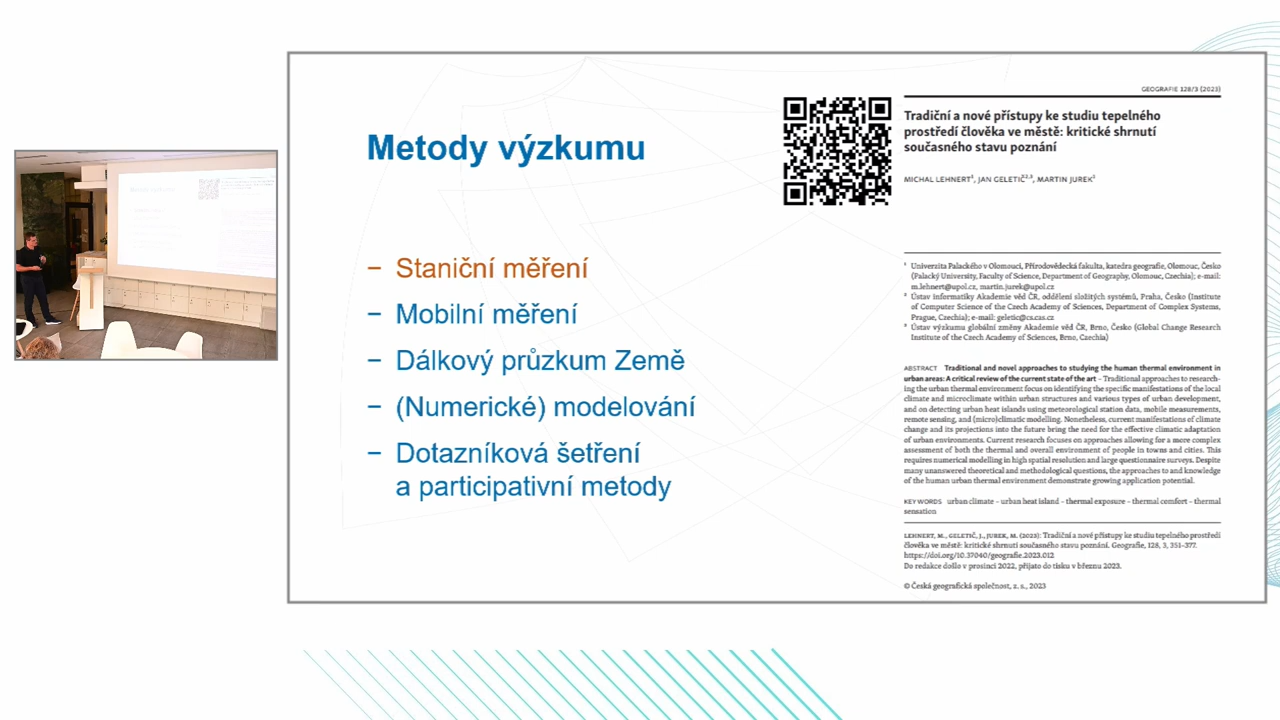 Metody výzkumu
− Staniční měření
− Mobilní měření
− Dálkový průzkum Země
− (Numerické) modelování
− Dotazníková šetření
a participativní metody
GEOGRAFIE 128/3 (2023)
Tradiční a nové přístupy ke studiu tepelného
prostředí člověka ve městě: kritické shrnutí
současného stavu poznání
MICHAL LEHNERT¹, JAN GELETIČ²,³, MARTIN JUREK¹
¹ Univerzita Palackého v Olomouci, Přírodovědecká fakulta, katedra geografie, Olomouc, Česko
(Palacký University, Faculty of Science, Department of Geography, Olomouc, Czechia); e-mail:
m.lehnert@upol.cz, martin.jurek@upol.cz
² Ústav informatiky Akademie věd ČR, oddělení složitých systémů, Praha, Česko (Institute
of Computer Science of the Czech Academy of Sciences, Department of Complex Systems,
Prague, Czechia); e-mail: geletic@cs.cas.cz
³ Ústav výzkumu globální změny Akademie věd ČR, Brno, Česko (Global Change Research
Institute of the Czech Academy of Sciences, Brno, Czechia)
ABSTRACT Traditional and novel approaches to studying the human thermal environment in
urban areas: A critical review of the current state of the art – Traditional approaches to research-
ing the urban thermal environment focus on identifying the specific manifestations of the local
climate and microclimate within urban structures and various types of urban development,
and on detecting urban heat islands using meteorological station data, mobile measurements,
remote sensing, and (micro)climatic modelling. Nonetheless, current manifestations of climate
change and its projections into the future bring the need for the effective climatic adaptation
of urban environments. Current research focuses on approaches allowing for a more complex
assessment of both the thermal and overall environment of people in towns and cities. This
requires numerical modelling in high spatial resolution and large questionnaire surveys. Despite
many unanswered theoretical and methodological questions, the approaches to and knowledge
of the human urban thermal environment demonstrate growing application potential.
KEY WORDS urban climate – urban heat island – thermal exposure – thermal comfort – thermal
sensation
LEHNERT, M., GELETIČ, J., JUREK, M. (2023): Tradiční a nové přístupy ke studiu tepelného prostředí
člověka ve městě: kritické shrnutí současného stavu poznání. Geografie, 128, 3, 351–377.
https://doi.org/10.37040/geografie.2023.012
Do redakce došlo v prosinci 2022, přijato do tisku v březnu 2023.
© Česká geografická společnost, z. s., 2023